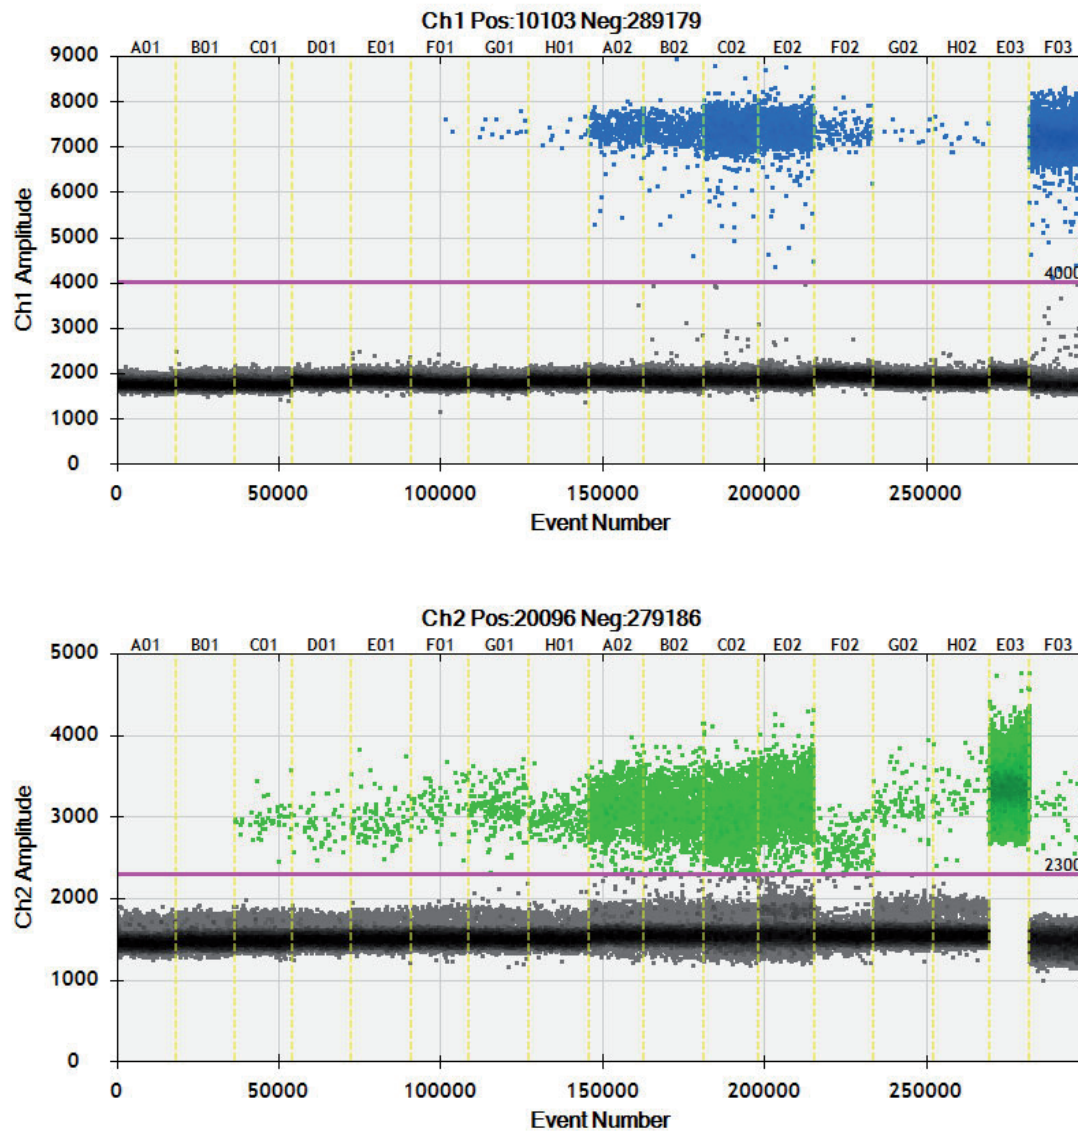 Ch1 Pos:10103 Neg:289179
A01 B01 C01 D01 E01 F01 G01 H01 A02 B02 C02 E02 F02 G02 H02 E03 F03
9000
8000
7000
6000
5000
4000
4000
3000
2000
1000
0
Ch1 Amplitude
0 50000 100000 150000 200000 250000
Event Number
Ch2 Pos:20096 Neg:279186
A01 B01 C01 D01 E01 F01 G01 H01 A02 B02 C02 E02 F02 G02 H02 E03 F03
5000
4000
3000
2300
2000
1000
0
Ch2 Amplitude
0 50000 100000 150000 200000 250000
Event Number